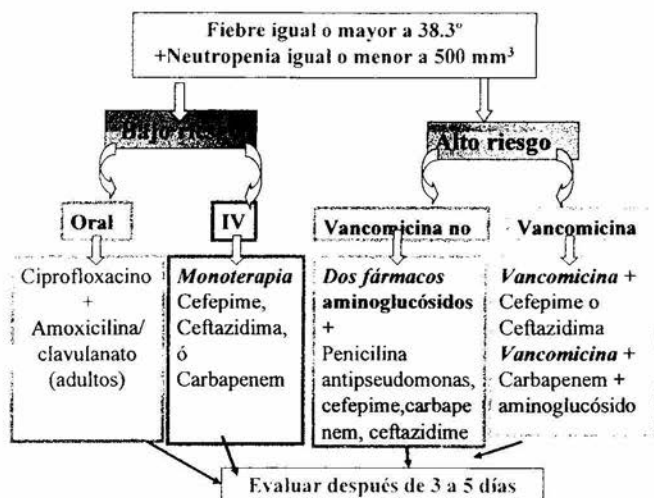 Fiebre igual o mayor a 38.3º
+Neutropenia igual o menor a 500 mm³
Bajo riesgo
Alto riesgo
Oral
IV
Vancomicina no
Vancomicina
Ciprofloxacino
+
Amoxicilina/
clavulanato
(adultos)
Monoterapia
Cefepime,
Ceftazidima,
ó
Carbapenem
Dos fármacos
aminoglucósidos
+
Penicilina
antipseudomonas,
cefepime,carbape
nem, ceftazidime
Vancomicina +
Cefepime o
Ceftazidima
Vancomicina +
Carbapenem +
aminoglucósido
Evaluar después de 3 a 5 días